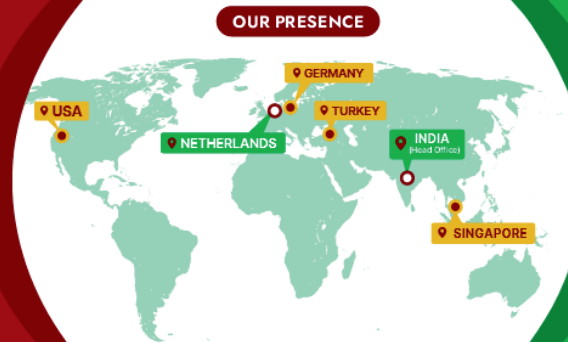 OUR PRESENCE
GERMANY
USA
TURKEY
NETHERLANDS
INDIA
(Head Office)
SINGAPORE